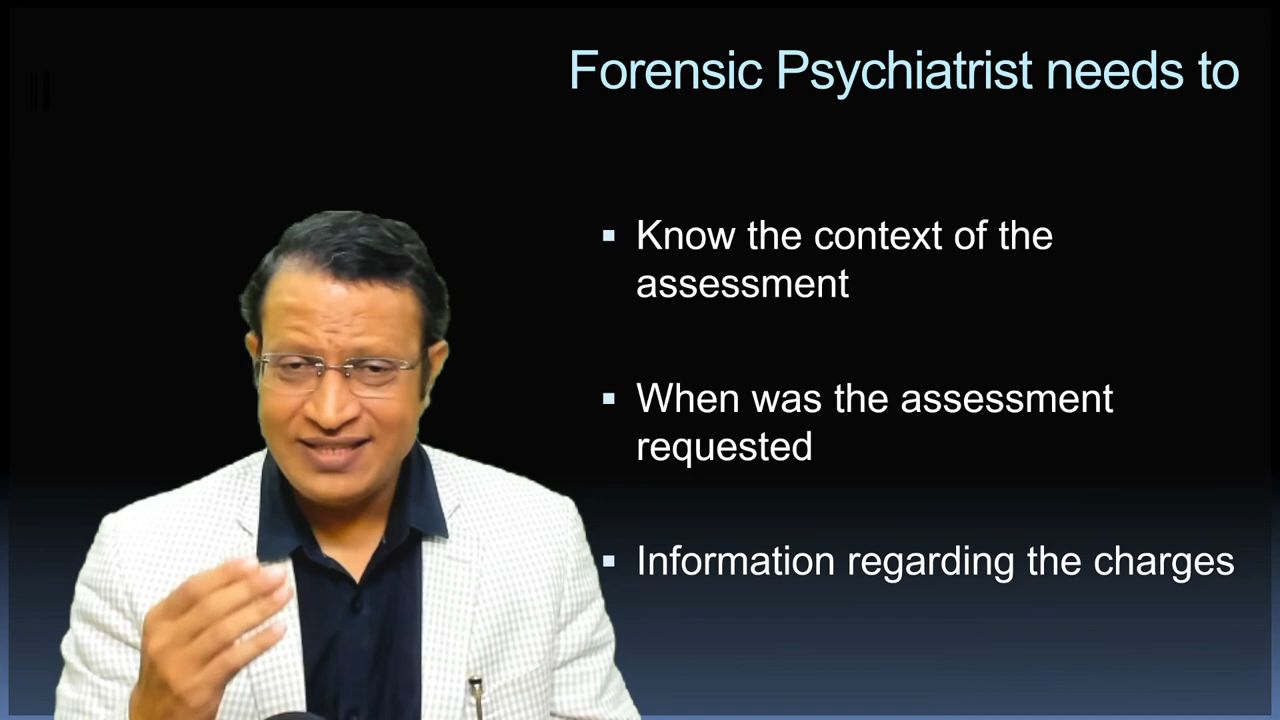 Forensic Psychiatrist needs to
Know the context of the
assessment
When was the assessment
requested
Information regarding the charges